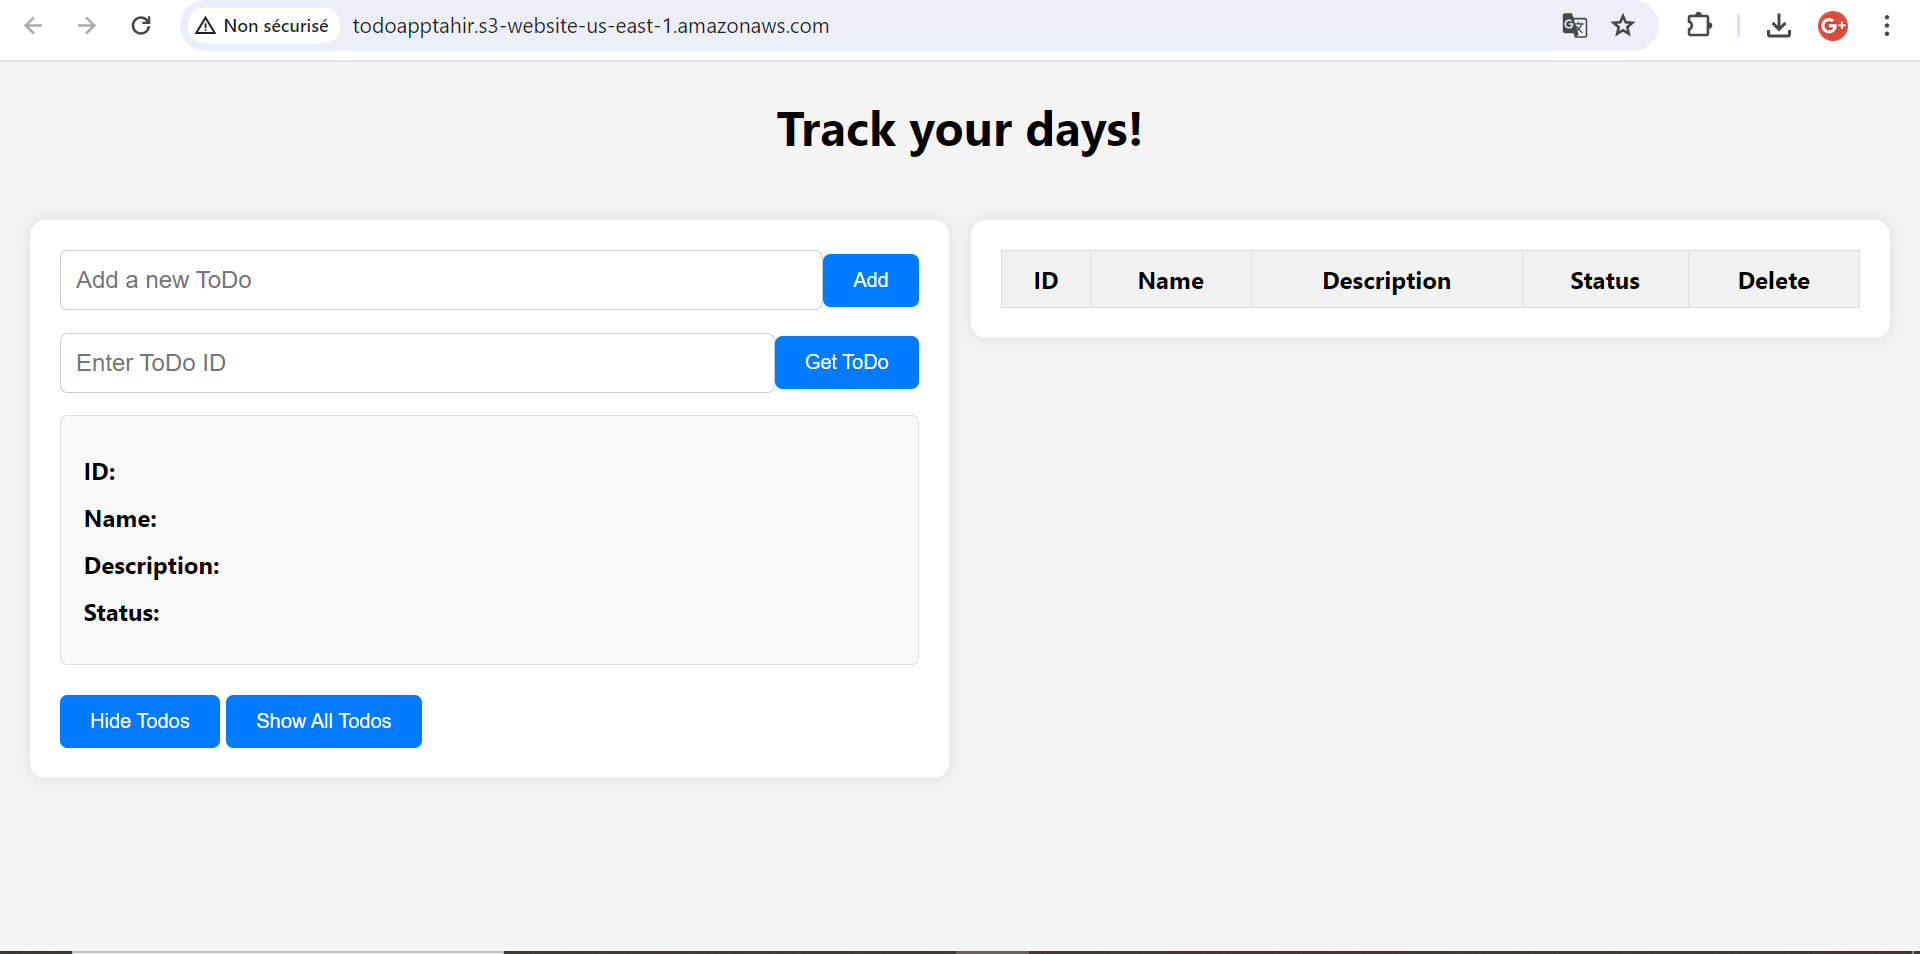 Non sécurisé todoapptahir.s3-website-us-east-1.amazonaws.com G+
Track your days!
Add a new ToDo Add
Enter ToDo ID Get ToDo
ID:
Name:
Description:
Status:
Hide Todos Show All Todos
ID Name Description Status Delete